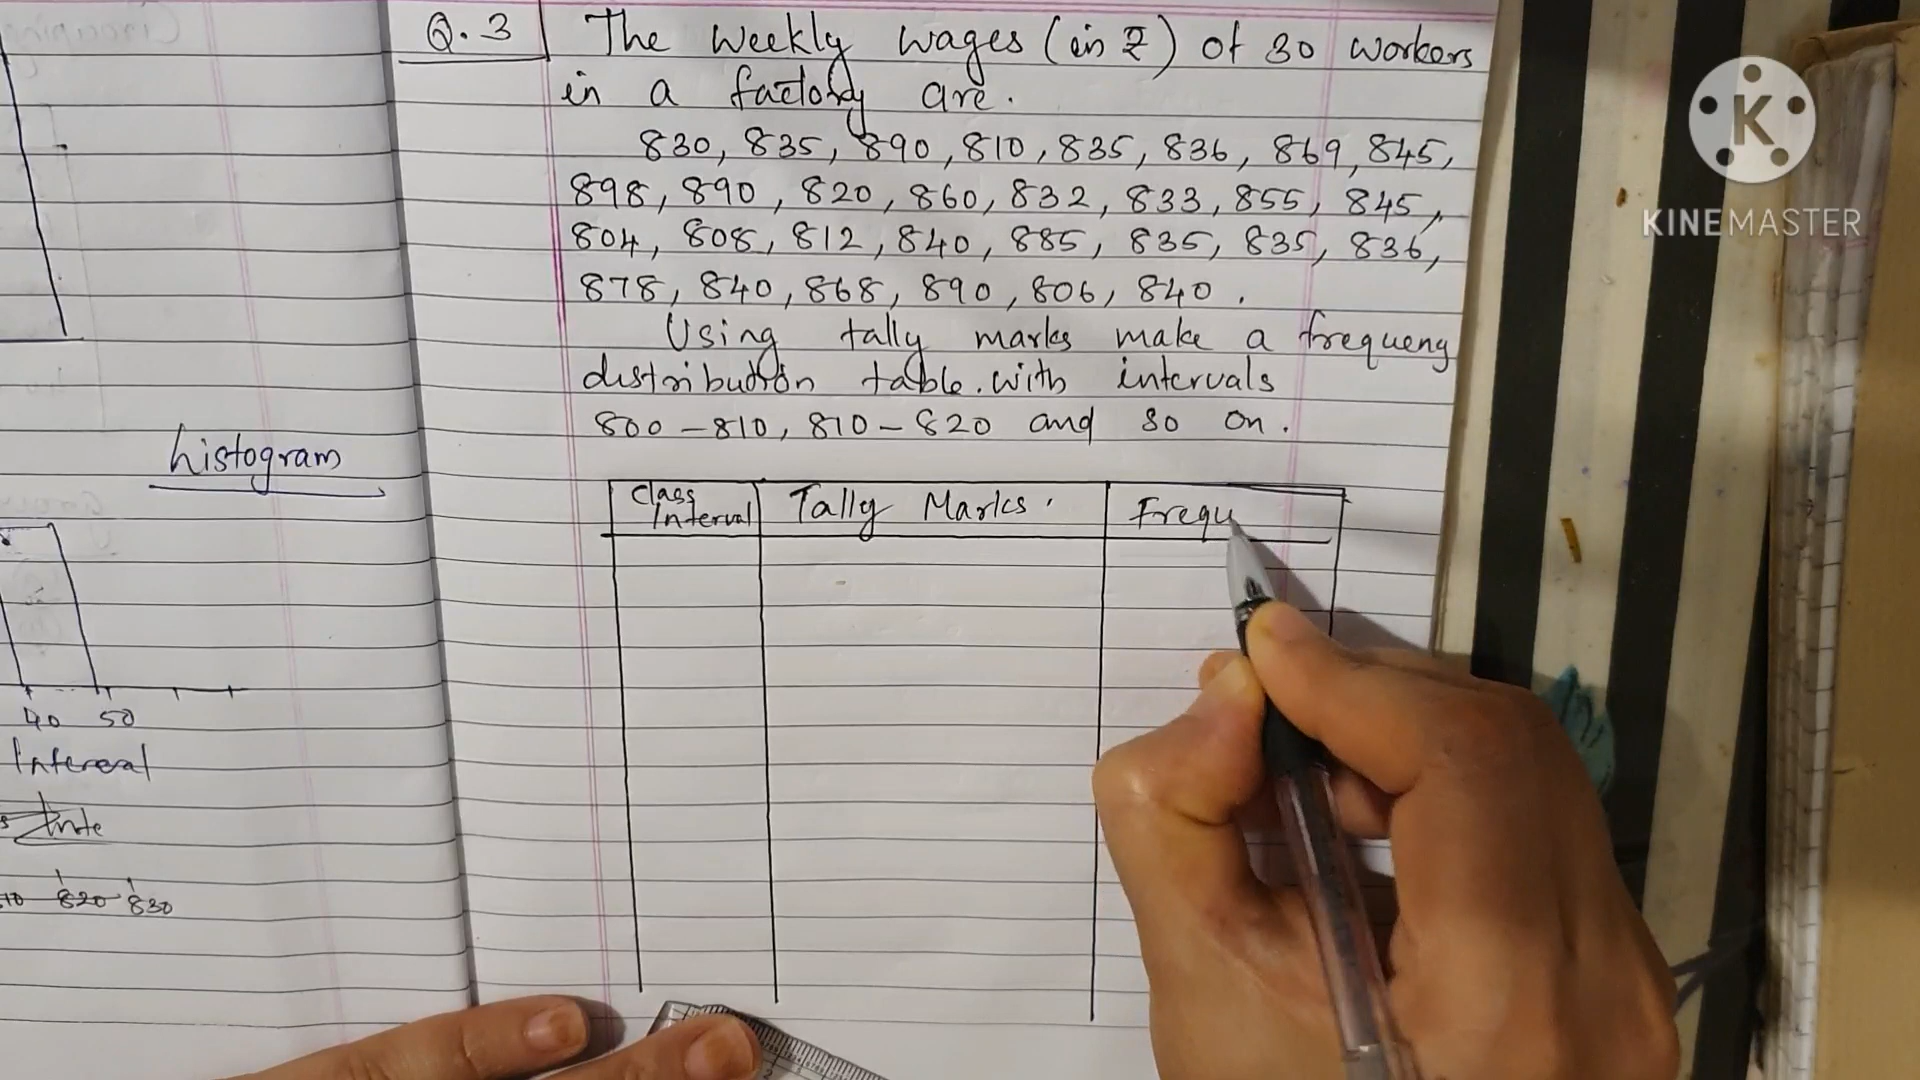 Q.3 The weekly wages (in ₹) of 30 workers
in a factory are.
830, 835, 890, 810, 835, 836, 869, 845,
898, 890, 820, 860, 832, 833, 855, 845,
804, 808, 812, 840, 885, 835, 835, 836,
878, 840, 868, 890, 806, 840.
Using tally marks make a frequency
distribution table. with intervals
800-810, 810-820 and so on.
Class Interval Tally Marks. Frequ
histogram
40 50
Interval
820 830
KINEMASTER